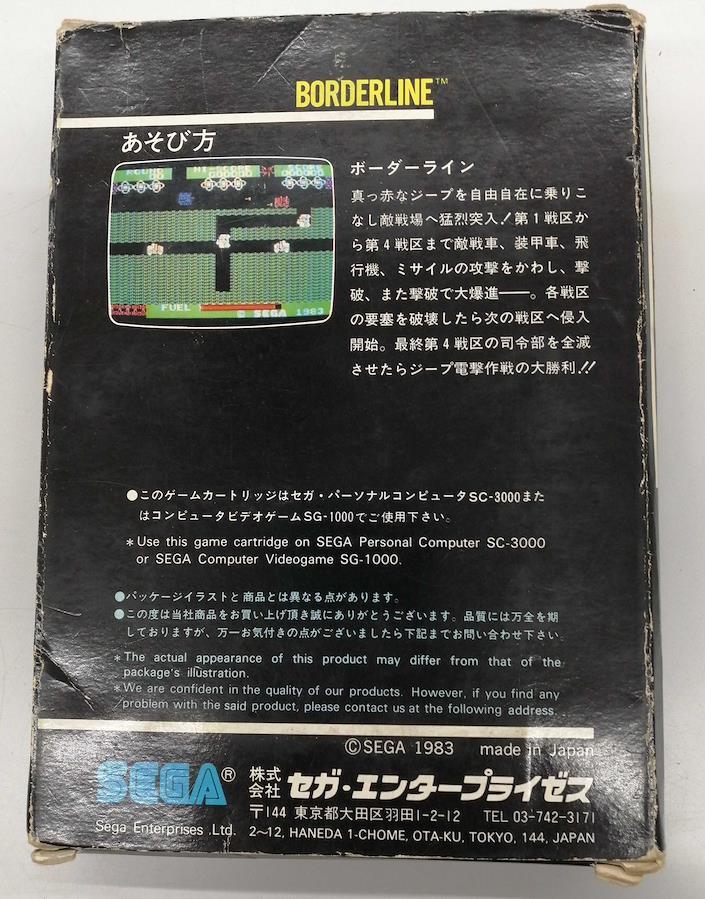 BORDERLINE™
あそび方
HI-SCORE
SCORE
FUEL
© SEGA 1983
ボーダーライン
真っ赤なジープを自由自在に乗りこ
なし敵戦場へ猛烈突入!第1戦区か
ら第4戦区まで敵戦車、装甲車、飛
行機、ミサイルの攻撃をかわし、撃
破、また撃破で大爆進——。各戦区
の要塞を破壊したら次の戦区へ侵入
開始。最終第4戦区の司令部を全滅
させたらジープ電撃作戦の大勝利!!
●このゲームカートリッジはセガ・パーソナルコンピュータSC-3000また
はコンピュータビデオゲームSG-1000でご使用下さい。
*Use this game cartridge on SEGA Personal Computer SC-3000
or SEGA Computer Videogame SG-1000.
●パッケージイラストと商品とは異なる点があります。
●この度は当社商品をお買い上げ頂き誠にありがとうございます。品質には万全を期
しておりますが、万一お気付きの点がございましたら下記までお問い合わせ下さい。
*The actual appearance of this product may differ from that of the
package's illustration.
*We are confident in the quality of our products. However, if you find any
problem with the said product, please contact us at the following address.
©SEGA 1983 made in Japan
SEGA® 株式会社 セガ・エンタープライゼス
〒144 東京都大田区羽田1-2-12 TEL 03-742-3171
Sega Enterprises, Ltd. 2~12, HANEDA 1-CHOME, OTA-KU, TOKYO, 144, JAPAN